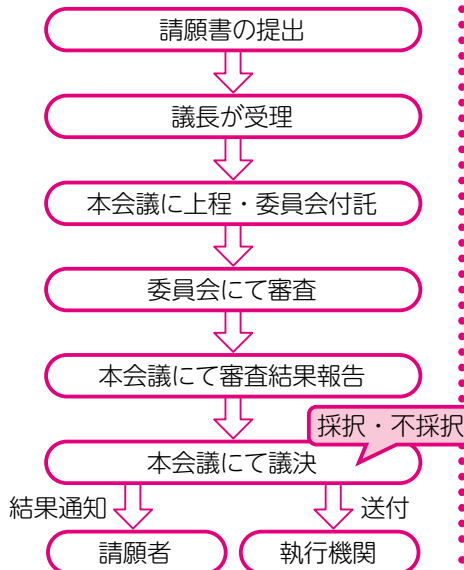 請願書の提出
議長が受理
本会議に上程・委員会付託
委員会にて審査
本会議にて審査結果報告
採択・不採択
本会議にて議決
結果通知
送付
請願者
執行機関